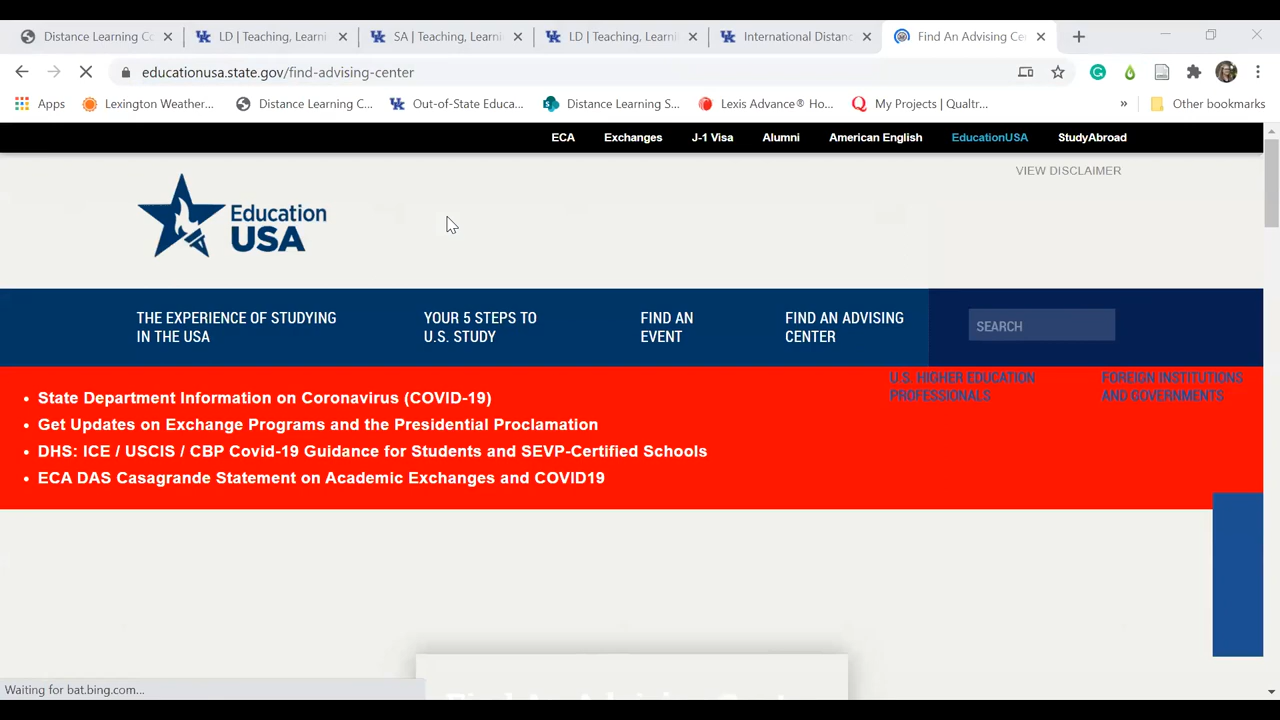 Distance Learning Co
LD | Teaching, Learni
SA | Teaching, Learni
LD | Teaching, Learni
International Distanc
Find An Advising Ce
educationusa.state.gov/find-advising-center
Apps
Lexington Weather...
Distance Learning C...
Out-of-State Educa...
Distance Learning S...
Lexis Advance® Ho...
My Projects | Qualtr...
»
Other bookmarks
ECA
Exchanges
J-1 Visa
Alumni
American English
EducationUSA
StudyAbroad
VIEW DISCLAIMER
Education
USA
THE EXPERIENCE OF STUDYING
IN THE USA
YOUR 5 STEPS TO
U.S. STUDY
FIND AN
EVENT
FIND AN ADVISING
CENTER
SEARCH
U.S. HIGHER EDUCATION
PROFESSIONALS
FOREIGN INSTITUTIONS
AND GOVERNMENTS
• State Department Information on Coronavirus (COVID-19)
• Get Updates on Exchange Programs and the Presidential Proclamation
• DHS: ICE / USCIS / CBP Covid-19 Guidance for Students and SEVP-Certified Schools
• ECA DAS Casagrande Statement on Academic Exchanges and COVID19
Find An Advising Cent
Waiting for bat.bing.com...